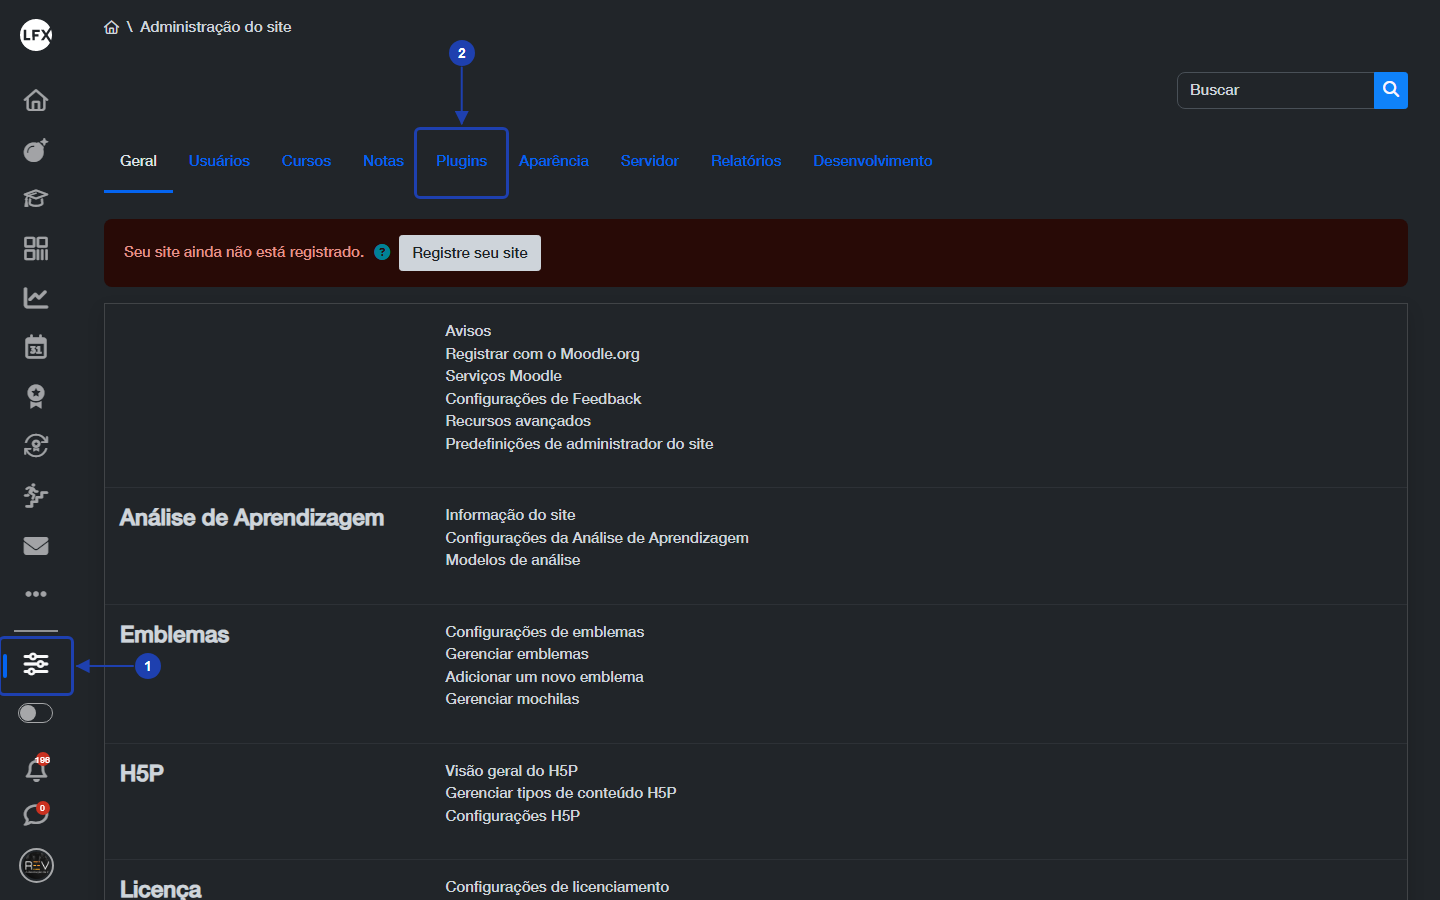 LFX
\ Administração do site
2
Buscar
Geral Usuários Cursos Notas Plugins Aparência Servidor Relatórios Desenvolvimento
Seu site ainda não está registrado. ? Registre seu site
Avisos
Registrar com o Moodle.org
Serviços Moodle
Configurações de Feedback
Recursos avançados
Predefinições de administrador do site
31
Análise de Aprendizagem
Informação do site
Configurações da Análise de Aprendizagem
Modelos de análise
Emblemas
Configurações de emblemas
Gerenciar emblemas
Adicionar um novo emblema
Gerenciar mochilas
1
H5P
Visão geral do H5P
Gerenciar tipos de conteúdo H5P
Configurações H5P
198
0
REV
Licença
Configurações de licenciamento